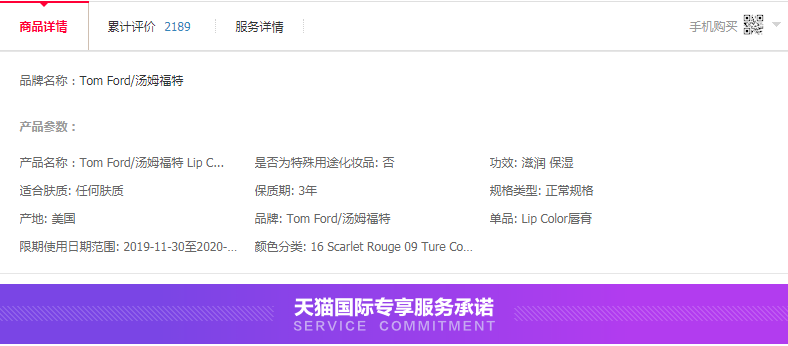 商品详情 累计评价 2189 服务详情 手机购买
品牌名称：Tom Ford/汤姆福特
产品参数：
产品名称：Tom Ford/汤姆福特 Lip C... 是否为特殊用途化妆品: 否 功效: 滋润 保湿
适合肤质: 任何肤质 保质期: 3年 规格类型: 正常规格
产地: 美国 品牌: Tom Ford/汤姆福特 单品: Lip Color唇膏
限期使用日期范围: 2019-11-30至2020-... 颜色分类: 16 Scarlet Rouge 09 Ture Co...
天猫国际专享服务承诺
SERVICE COMMITMENT